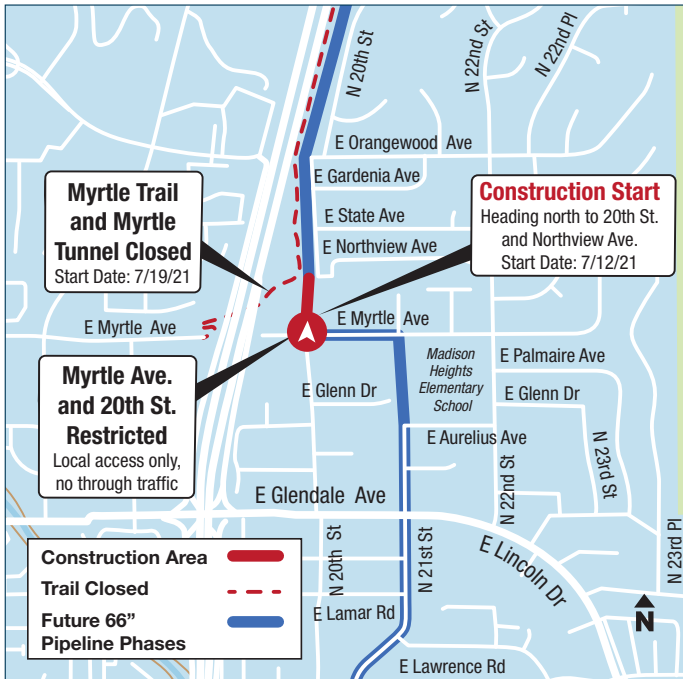 N 20th St
N 22nd St
N 22nd Pl
E Orangewood Ave
E Gardenia Ave
Myrtle Trail
and Myrtle
Tunnel Closed
Start Date: 7/19/21
Construction Start
Heading north to 20th St.
and Northview Ave.
Start Date: 7/12/21
E State Ave
E Northview Ave
E Myrtle Ave
E Myrtle Ave
Madison
Heights
Elementary
School
E Palmaire Ave
Myrtle Ave.
and 20th St.
Restricted
Local access only,
no through traffic
E Glenn Dr
E Glenn Dr
E Aurelius Ave
N 22nd St
N 23rd St
N 23rd Pl
E Glendale Ave
E Lincoln Dr
N 20th St
N 21st St
Construction Area
Trail Closed
Future 66”
Pipeline Phases
E Lamar Rd
E Lawrence Rd
N